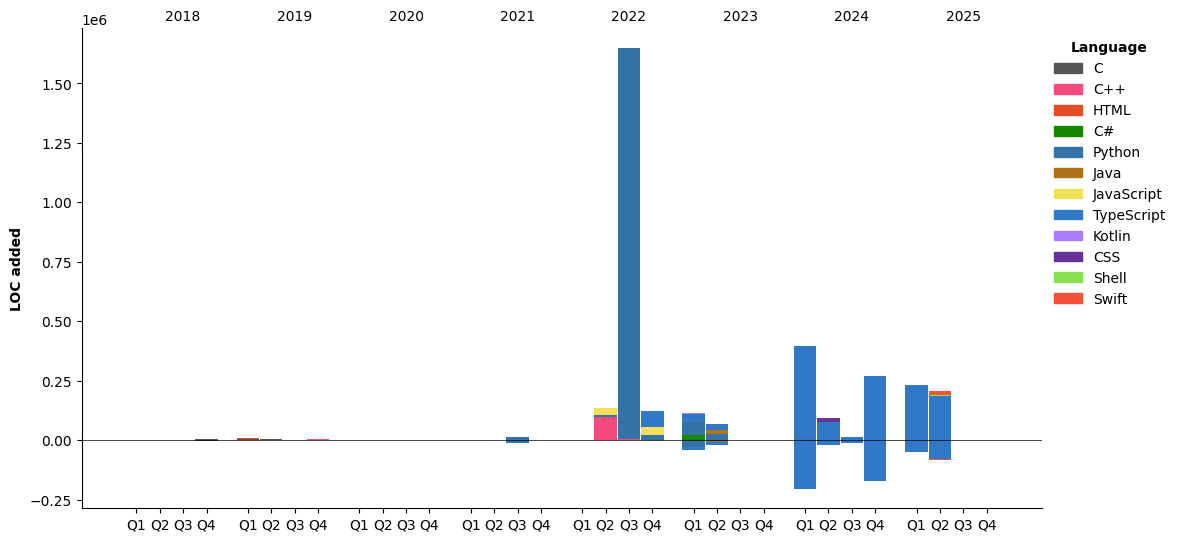 2018 2019 2020 2021 2022 2023 2024 2025
1e6
Language
C
C++
HTML
C#
Python
Java
JavaScript
TypeScript
Kotlin
CSS
Shell
Swift
LOC added
1.50
1.25
1.00
0.75
0.50
0.25
0.00
−0.25
Q1 Q2 Q3 Q4 Q1 Q2 Q3 Q4 Q1 Q2 Q3 Q4 Q1 Q2 Q3 Q4 Q1 Q2 Q3 Q4 Q1 Q2 Q3 Q4 Q1 Q2 Q3 Q4 Q1 Q2 Q3 Q4